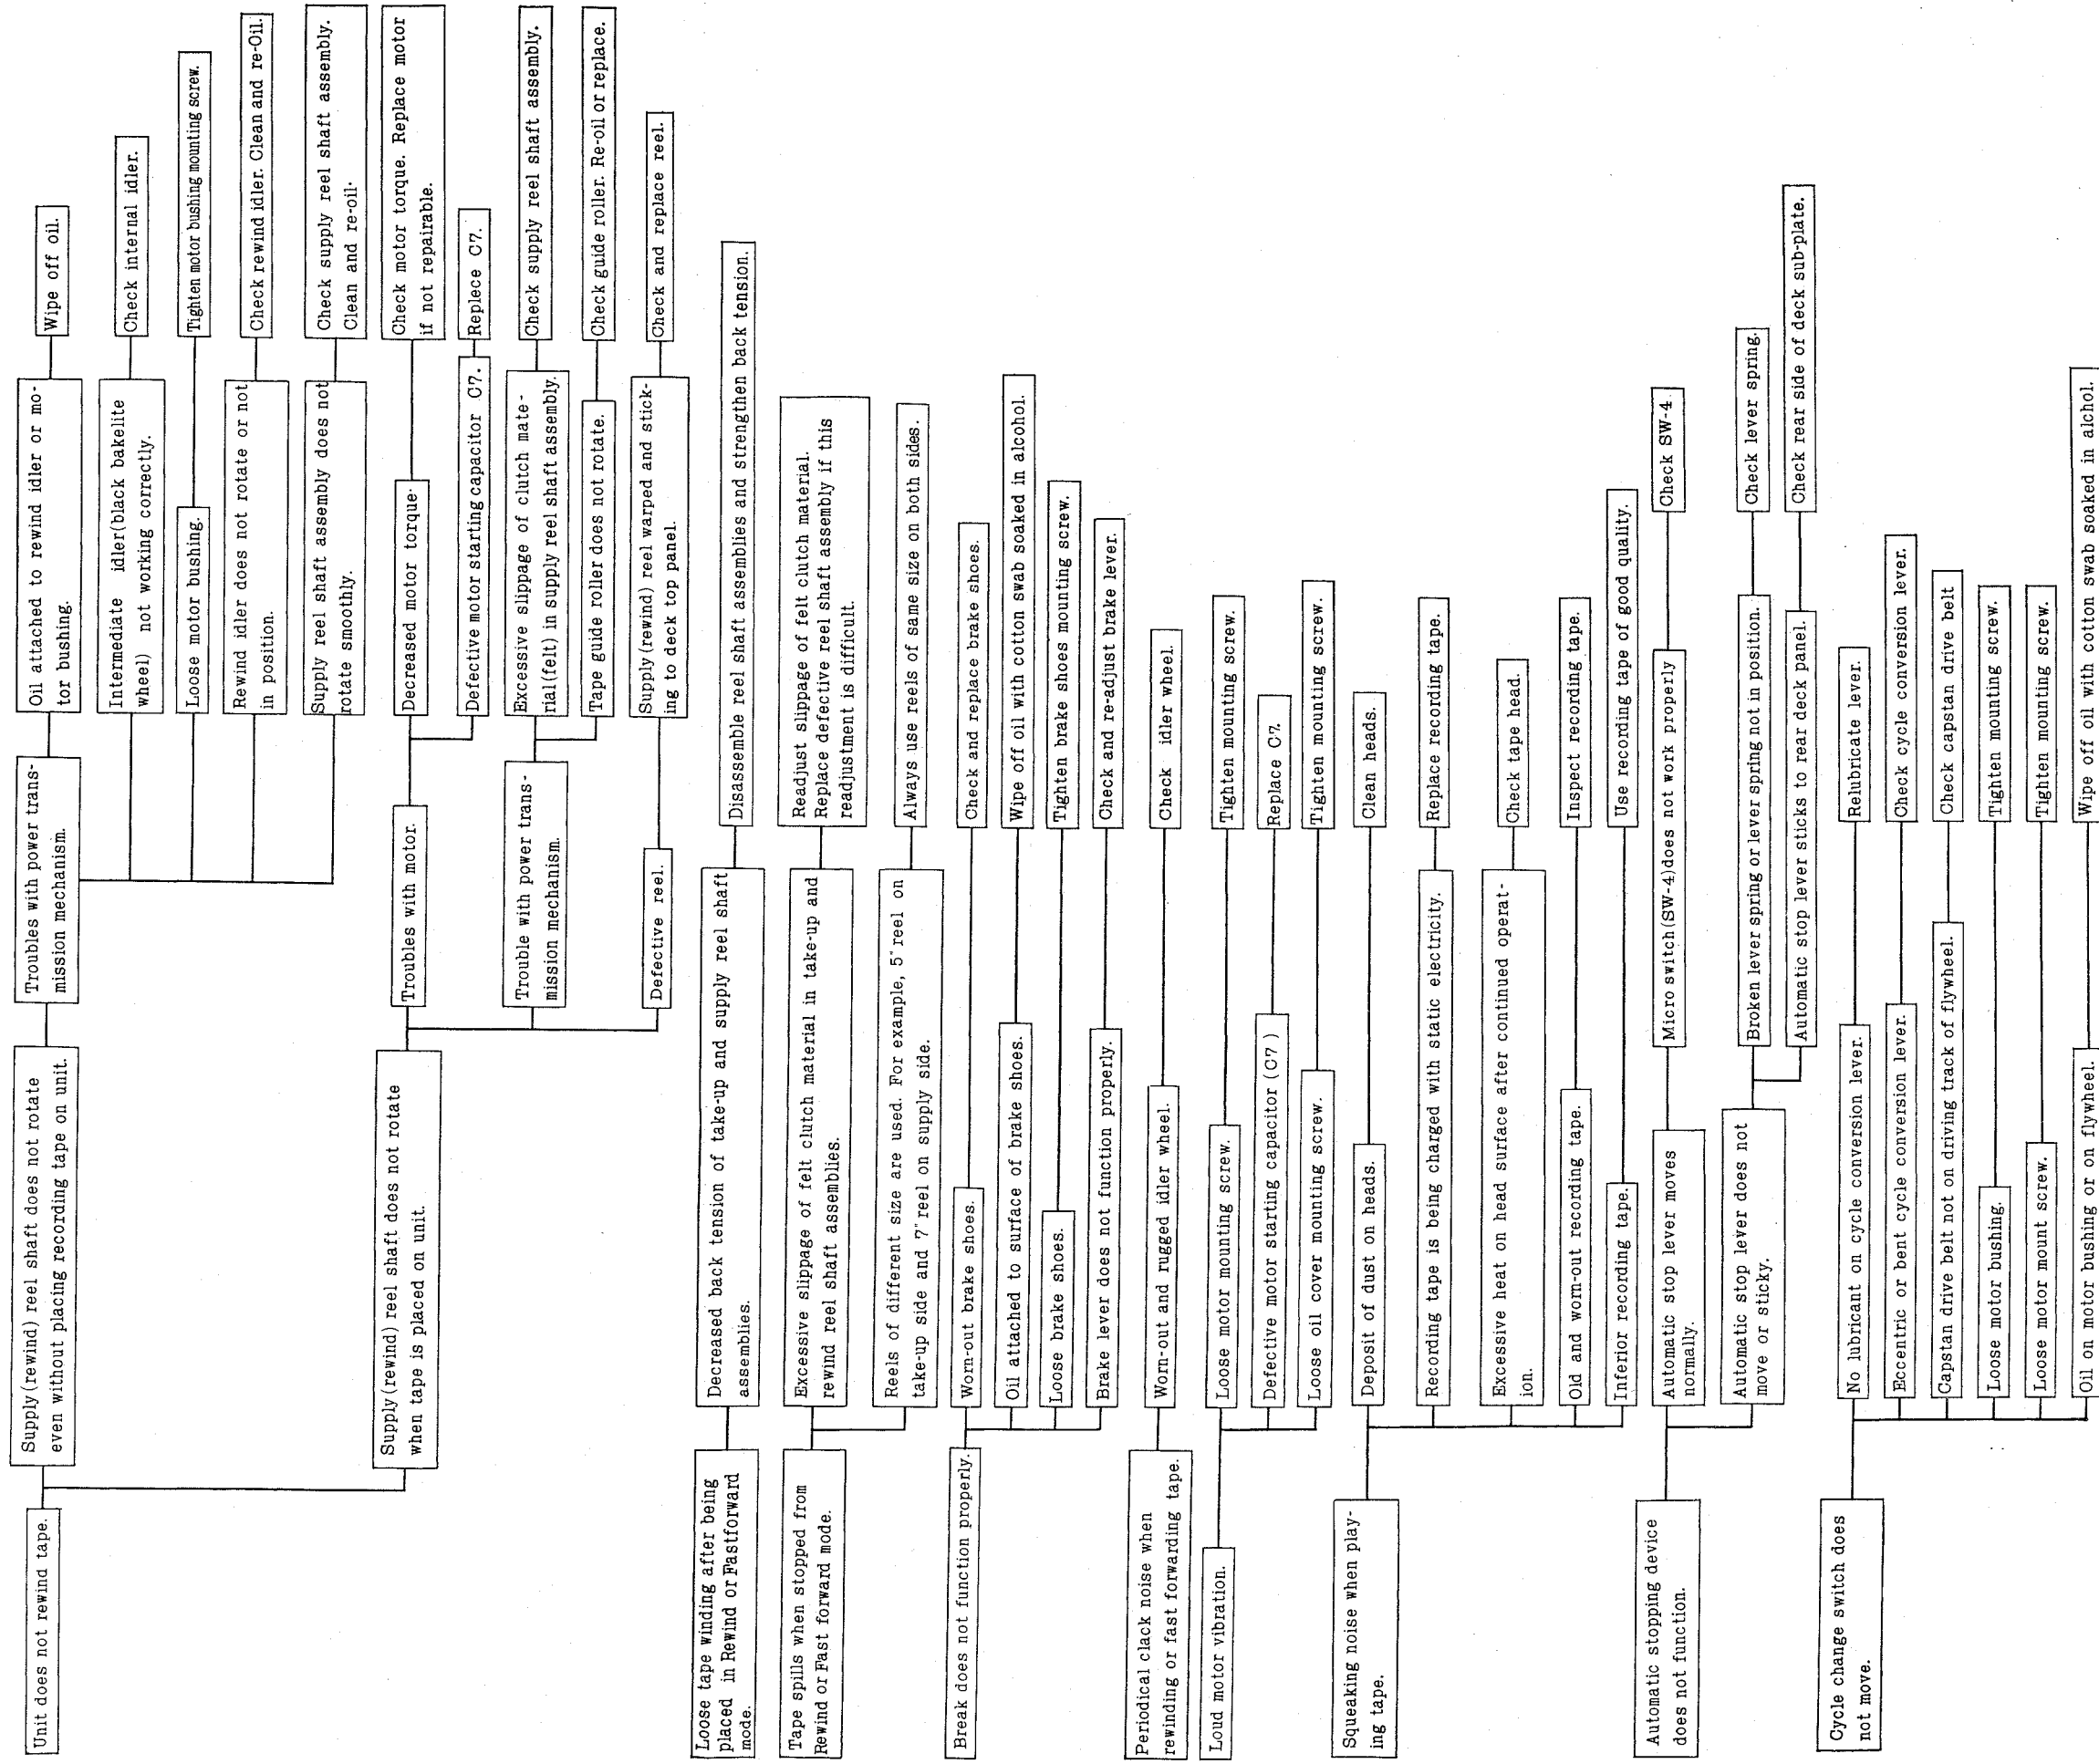 Unit does not rewind tape.
Supply(rewind) reel shaft does not rotate
even without placing recording tape on unit.
Troubles with power trans-
mission mechanism.
Oil attached to rewind idler or mo-
tor bushing.
Wipe off oil.
Intermediate idler(black bakelite
wheel) not working correctly.
Check internal idler.
Loose motor bushing.
Tighten motor bushing mounting screw.
Rewind idler does not rotate or not
in position.
Check rewind idler. Clean and re-Oil.
Supply reel shaft assembly does not
rotate smoothly.
Check supply reel shaft assembly.
Clean and re-oil.
Supply(rewind) reel shaft does not rotate
when tape is placed on unit.
Troubles with motor.
Decreased motor torque.
Check motor torque. Replace motor
if not repairable.
Defective motor starting capacitor C7.
Replece C7.
Trouble with power trans-
mission mechanism.
Excessive slippage of clutch mate-
rial(felt) in supply reel shaft assembly.
Check supply reel shaft assembly.
Tape guide roller does not rotate.
Check guide roller. Re-oil or replace.
Defective reel.
Supply(rewind) reel warped and stick-
ing to deck top panel.
Check and replace reel.
Loose tape winding after being
placed in Rewind or Fastforward
mode.
Decreased back tension of take-up and supply reel shaft
assemblies.
Disassemble reel shaft assemblies and strengthen back tension.
Tape spills when stopped from
Rewind or Fast forward mode.
Excessive slippage of felt clutch material in take-up and
rewind reel shaft assemblies.
Readjust slippage of felt clutch material.
Replace defective reel shaft assembly if this
readjustment is difficult.
Reels of different size are used. For example, 5" reel on
take-up side and 7" reel on supply side.
Always use reels of same size on both sides.
Break does not function properly.
Worn-out brake shoes.
Check and replace brake shoes.
Oil attached to surface of brake shoes.
Wipe off oil with cotton swab soaked in alcohol.
Loose brake shoes.
Tighten brake shoes mounting screw.
Brake lever does not function properly.
Check and re-adjust brake lever.
Periodical clack noise when
rewinding or fast forwarding tape.
Worn-out and rugged idler wheel.
Check idler wheel.
Loud motor vibration.
Loose motor mounting screw.
Tighten mounting screw.
Defective motor starting capacitor (C7)
Replace C7.
Loose oil cover mounting screw.
Tighten mounting screw.
Squeaking noise when play-
ing tape.
Deposit of dust on heads.
Clean heads.
Recording tape is being charged with static electricity.
Replace recording tape.
Excessive heat on head surface after continued operat-
ion.
Check tape head.
Old and worn-out recording tape.
Inspect recording tape.
Inferior recording tape.
Use recording tape of good quality.
Automatic stopping device
does not function.
Automatic stop lever moves
normally.
Micro switch(SW-4)does not work properly
Check SW-4
Automatic stop lever does not
move or sticky.
Broken lever spring or lever spring not in position.
Check lever spring.
Automatic stop lever sticks to rear deck panel.
Check rear side of deck sub-plate.
Cycle change switch does
not move.
No lubricant on cycle conversion lever.
Relubricate lever.
Eccentric or bent cycle conversion lever.
Check cycle conversion lever.
Capstan drive belt not on driving track of flywheel.
Check capstan drive belt
Loose motor bushing.
Tighten mounting screw.
Loose motor mount screw.
Tighten mounting screw.
Oil on motor bushing or on flywheel.
Wipe off oil with cotton swab soaked in alchol.